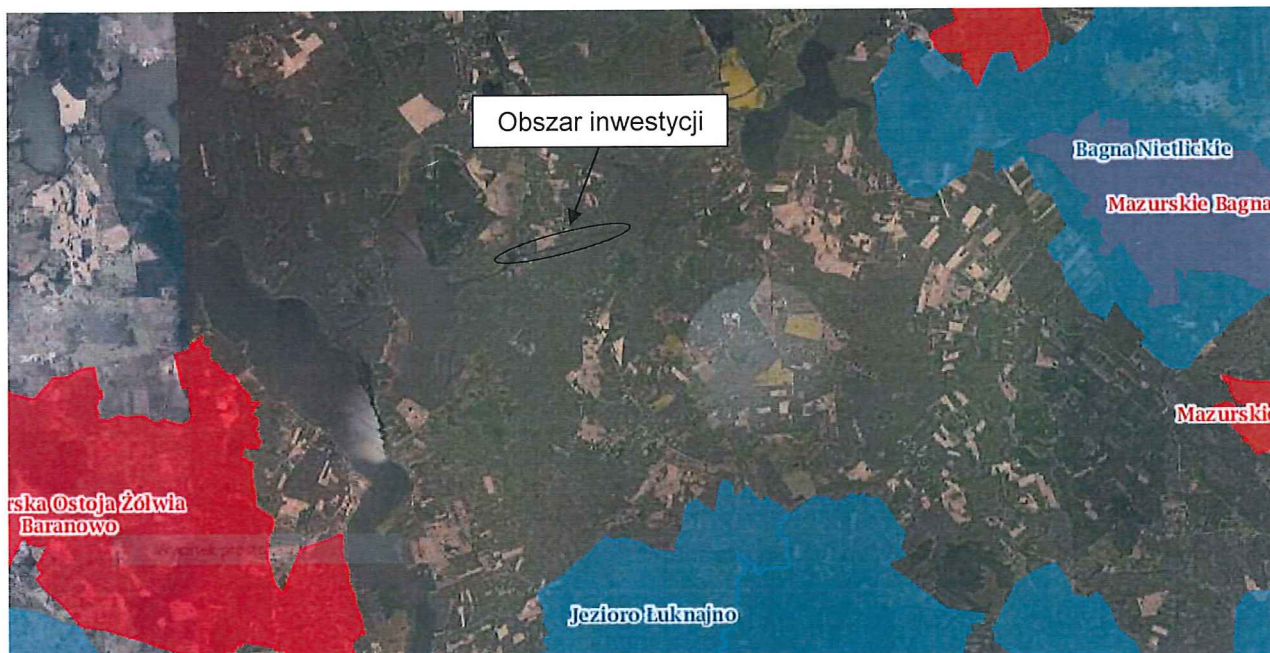 Obszar inwestycji
Bagna Nietlickie
Mazurskie Bagna
Mazurskie
rska Ostoja Żółwia
Baranowo
Jezioro Łuknajno